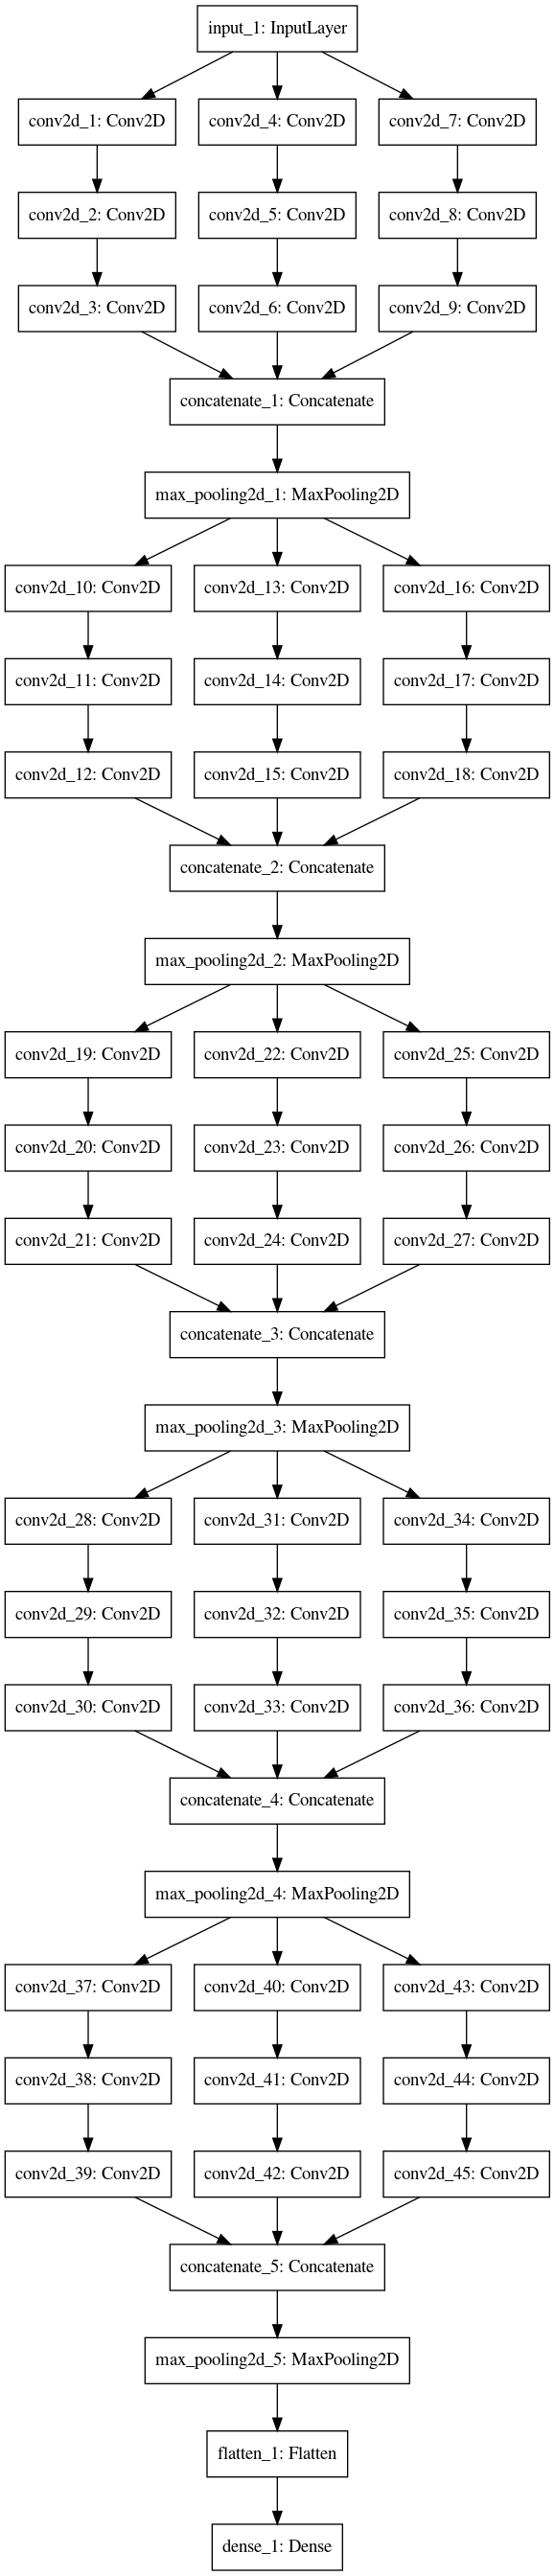 input_1: InputLayer
conv2d_1: Conv2D
conv2d_4: Conv2D
conv2d_7: Conv2D
conv2d_2: Conv2D
conv2d_5: Conv2D
conv2d_8: Conv2D
conv2d_3: Conv2D
conv2d_6: Conv2D
conv2d_9: Conv2D
concatenate_1: Concatenate
max_pooling2d_1: MaxPooling2D
conv2d_10: Conv2D
conv2d_13: Conv2D
conv2d_16: Conv2D
conv2d_11: Conv2D
conv2d_14: Conv2D
conv2d_17: Conv2D
conv2d_12: Conv2D
conv2d_15: Conv2D
conv2d_18: Conv2D
concatenate_2: Concatenate
max_pooling2d_2: MaxPooling2D
conv2d_19: Conv2D
conv2d_22: Conv2D
conv2d_25: Conv2D
conv2d_20: Conv2D
conv2d_23: Conv2D
conv2d_26: Conv2D
conv2d_21: Conv2D
conv2d_24: Conv2D
conv2d_27: Conv2D
concatenate_3: Concatenate
max_pooling2d_3: MaxPooling2D
conv2d_28: Conv2D
conv2d_31: Conv2D
conv2d_34: Conv2D
conv2d_29: Conv2D
conv2d_32: Conv2D
conv2d_35: Conv2D
conv2d_30: Conv2D
conv2d_33: Conv2D
conv2d_36: Conv2D
concatenate_4: Concatenate
max_pooling2d_4: MaxPooling2D
conv2d_37: Conv2D
conv2d_40: Conv2D
conv2d_43: Conv2D
conv2d_38: Conv2D
conv2d_41: Conv2D
conv2d_44: Conv2D
conv2d_39: Conv2D
conv2d_42: Conv2D
conv2d_45: Conv2D
concatenate_5: Concatenate
max_pooling2d_5: MaxPooling2D
flatten_1: Flatten
dense_1: Dense